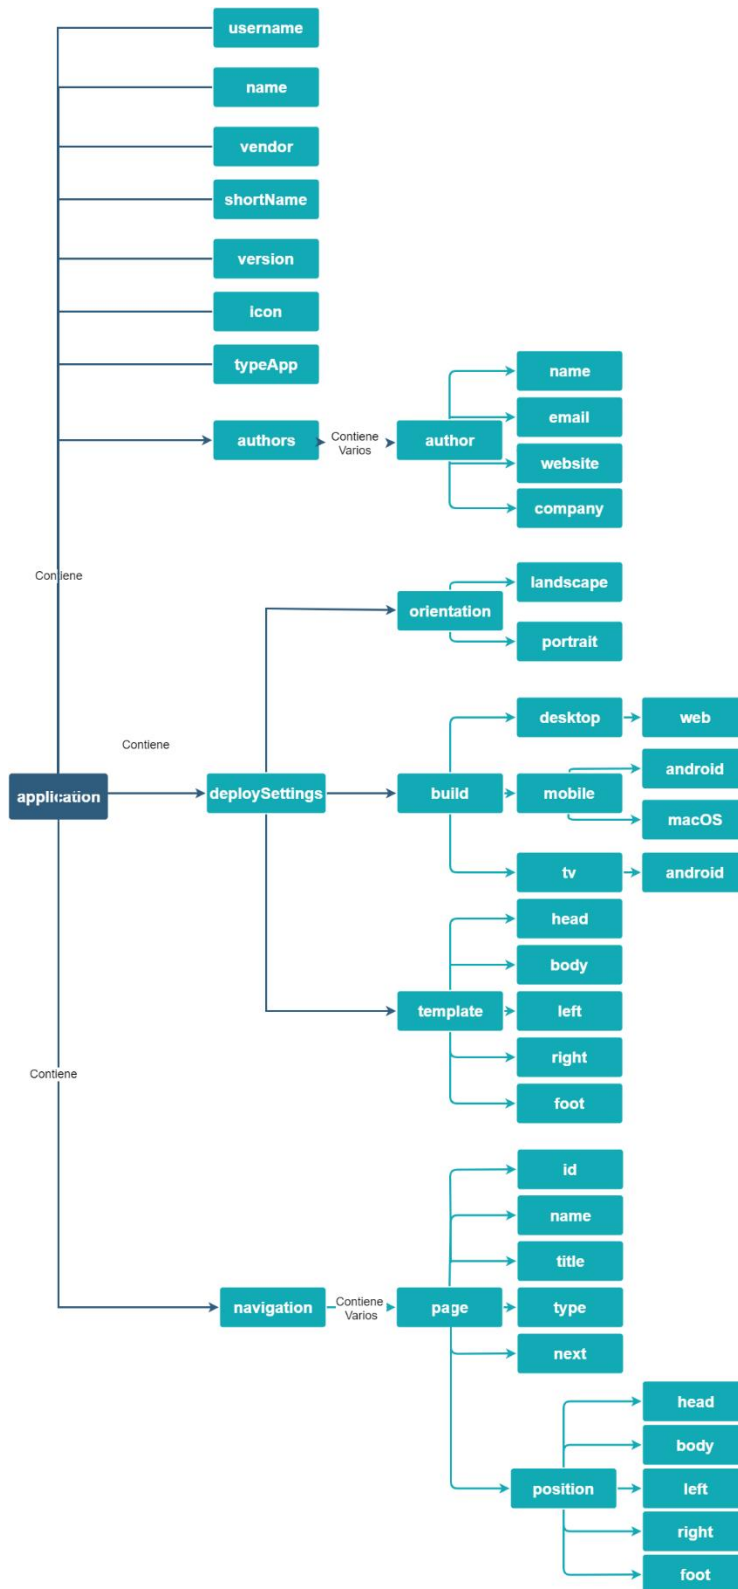 username
name
vendor
shortName
version
icon
typeApp
authors
Contiene
Varios
author
name
email
website
company
Contiene
orientation
landscape
portrait
Contiene
application
deploySettings
build
desktop
web
mobile
android
macOS
tv
android
template
head
body
left
right
foot
Contiene
navigation
Contiene
Varios
page
id
name
title
type
next
position
head
body
left
right
foot